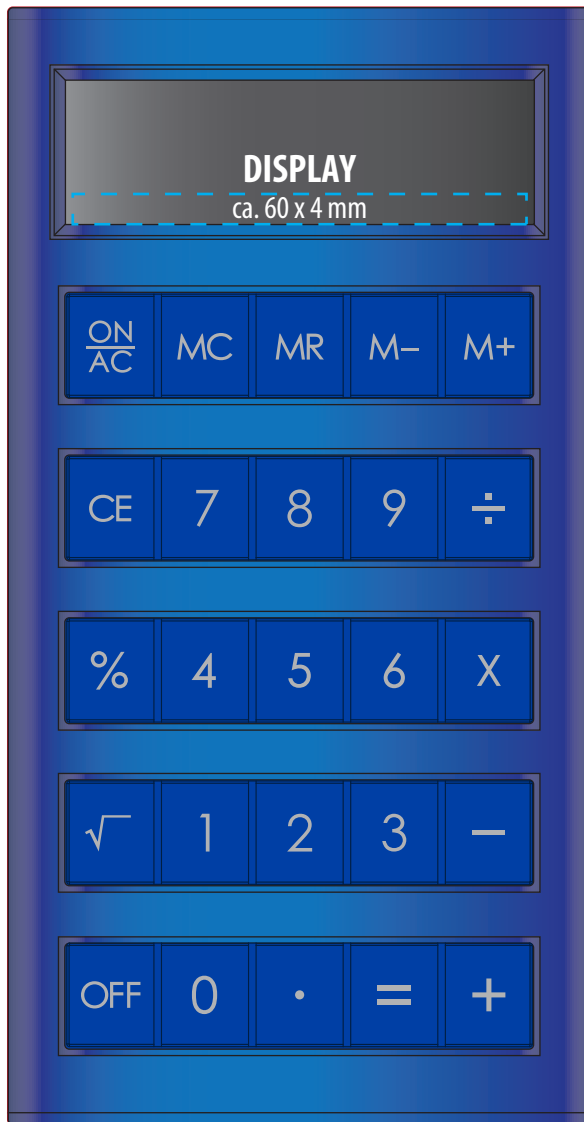 DISPLAY
ca. 60 x 4 mm
ON
AC MC MR M– M+
CE 7 8 9 ÷
% 4 5 6 X
√ 1 2 3 –
OFF 0 . = +